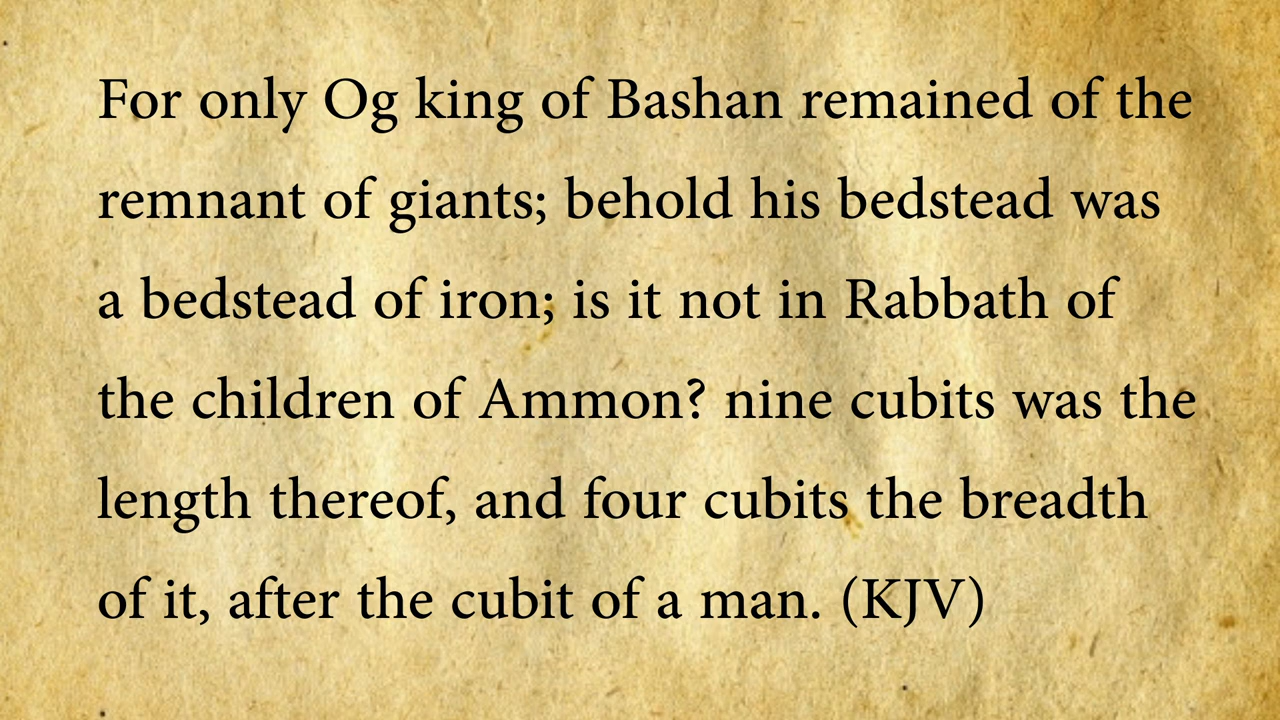 For only Og king of Bashan remained of the
remnant of giants; behold his bedstead was
a bedstead of iron; is it not in Rabbath of
the children of Ammon? nine cubits was the
length thereof, and four cubits the breadth
of it, after the cubit of a man. (KJV)